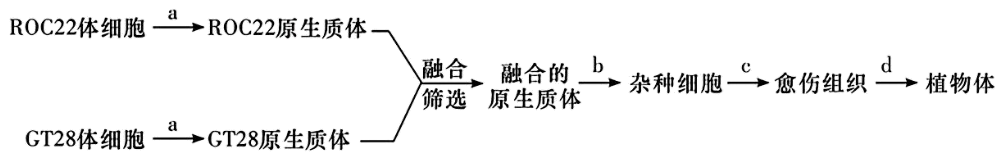 ROC22体细胞 a ROC22原生质体
融合 筛选 融合的原生质体 b 杂种细胞 c 愈伤组织 d 植物体
GT28体细胞 a GT28原生质体